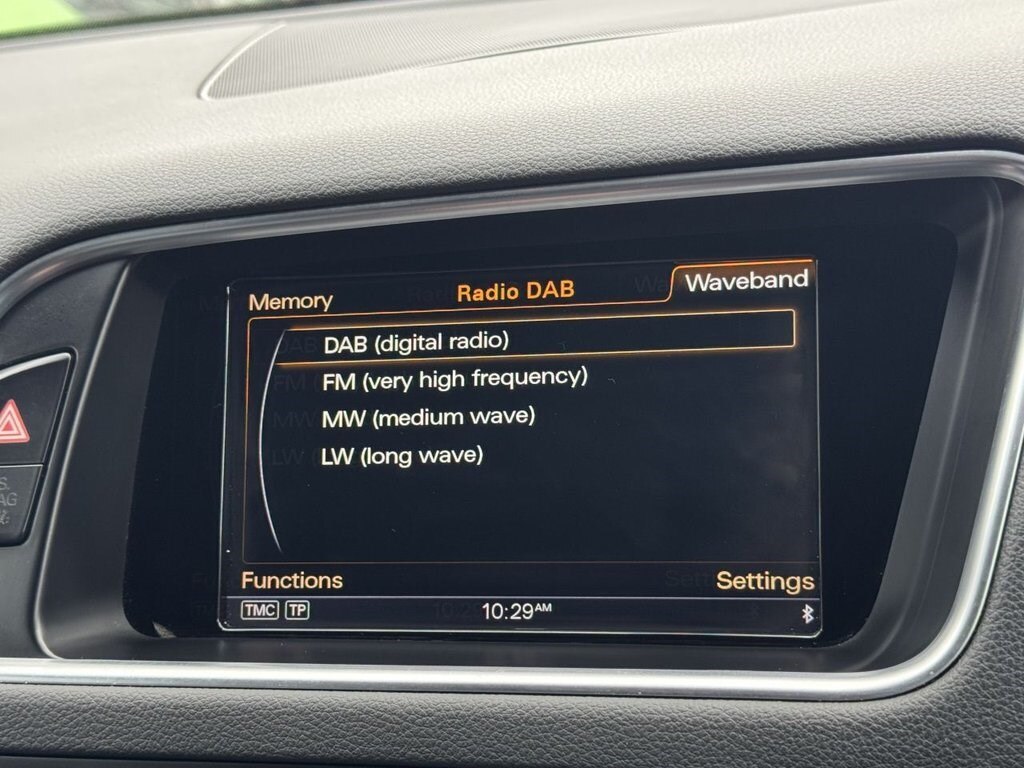 Memory Radio DAB Waveband
DAB (digital radio)
FM (very high frequency)
MW (medium wave)
LW (long wave)
Functions Settings
TMC TP 10:29AM